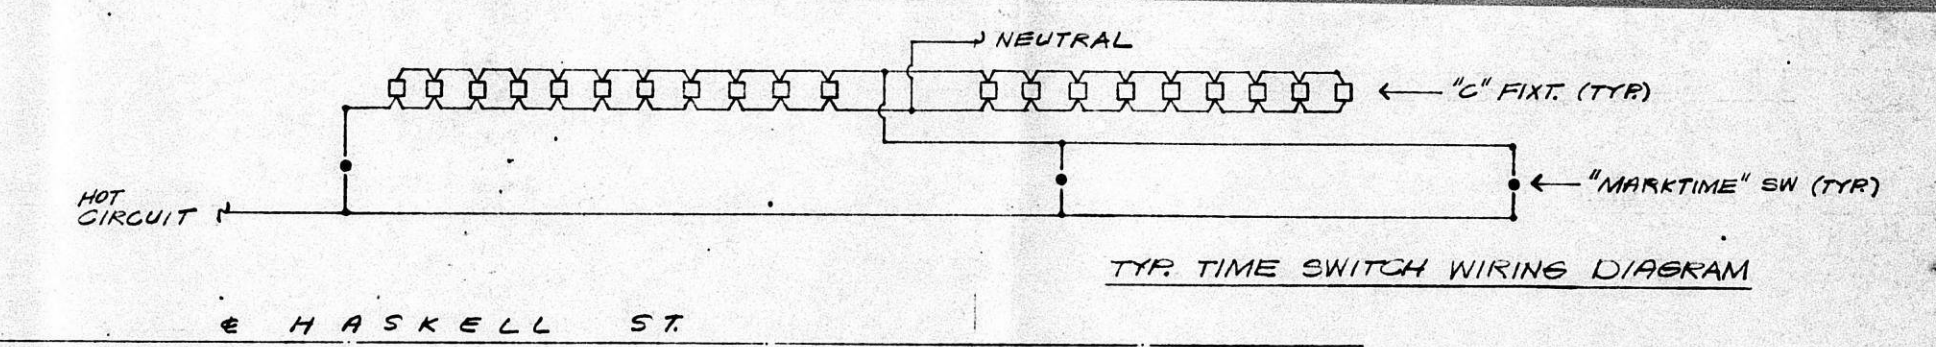 NEUTRAL
"C" FIXT. (TYP.)
HOT
CIRCUIT
"MARKTIME" SW (TYP.)
TYP. TIME SWITCH WIRING DIAGRAM
℄ HASKELL ST.